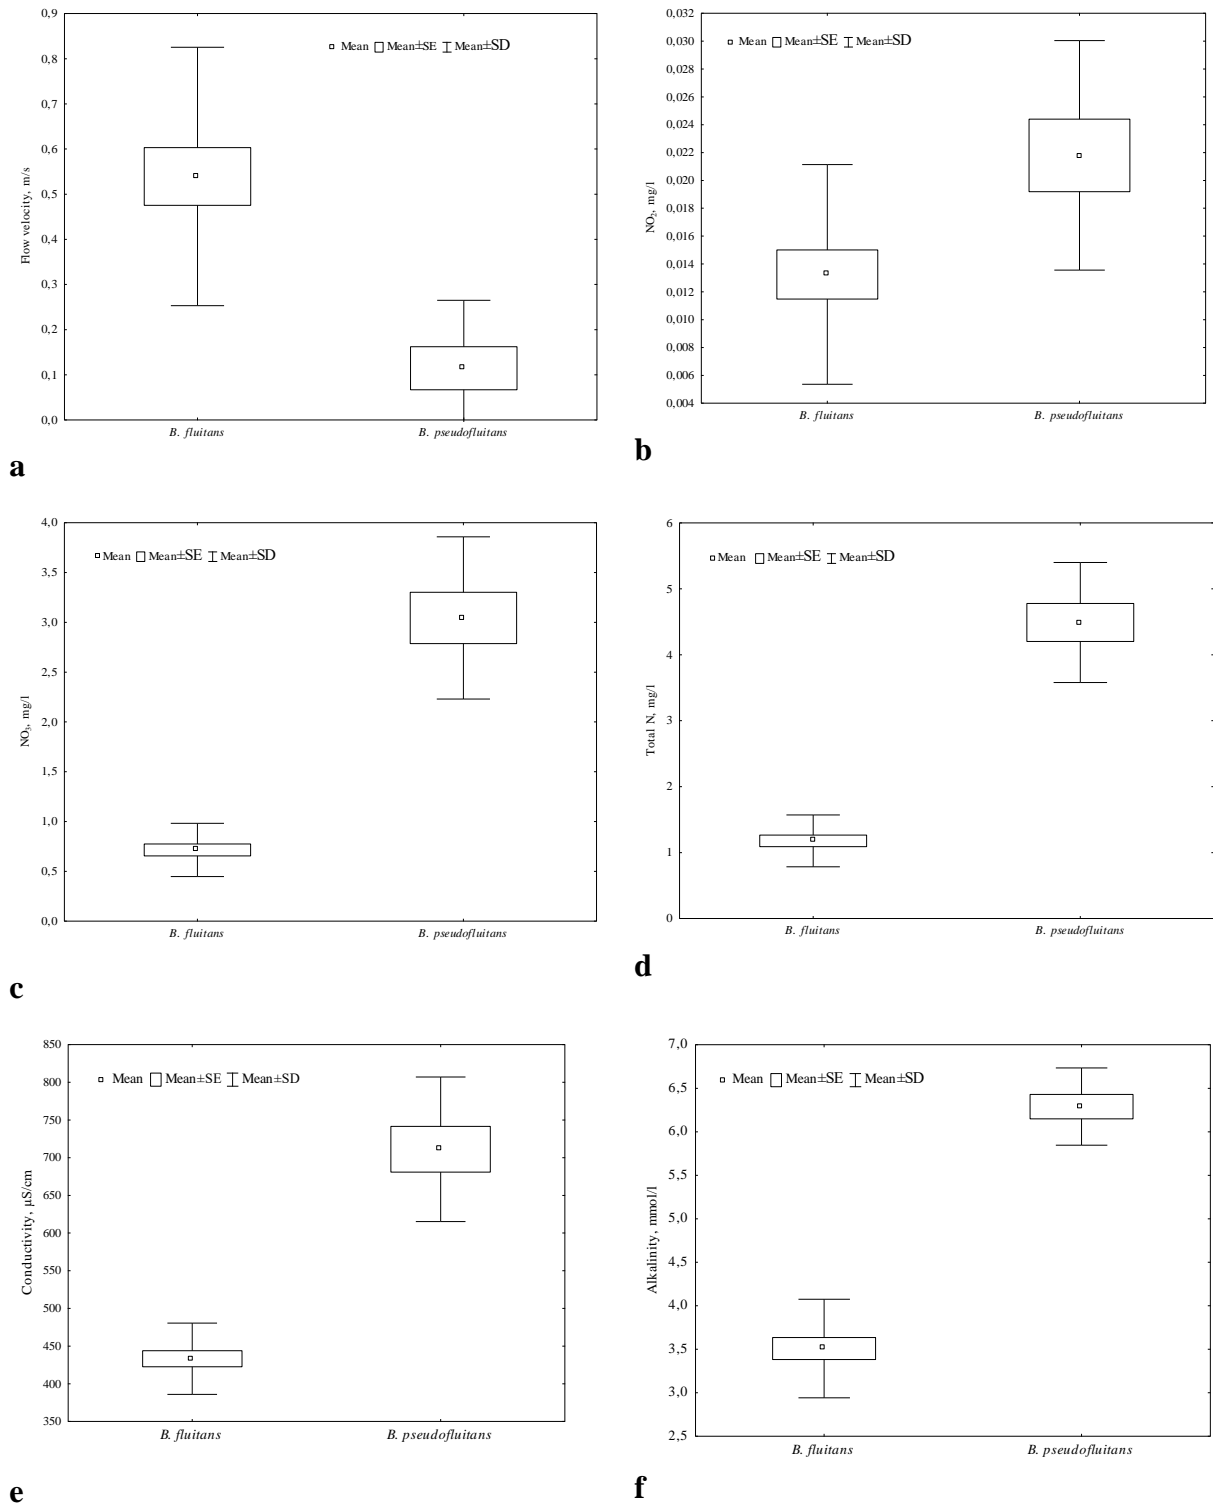 0,9
0,8
0,7
0,6
0,5
0,4
0,3
0,2
0,1
0,0
Flow velocity, m/s
Mean Mean±SE Mean±SD
B. fluitans B. pseudofluitans
a
0,032
0,030
0,028
0,026
0,024
0,022
0,020
0,018
0,016
0,014
0,012
0,010
0,008
0,006
0,004
NO₂, mg/l
Mean Mean±SE Mean±SD
B. fluitans B. pseudofluitans
b
4,0
3,5
3,0
2,5
2,0
1,5
1,0
0,5
0,0
NO₃, mg/l
Mean Mean±SE Mean±SD
B. fluitans B. pseudofluitans
c
6
5
4
3
2
1
0
Total N, mg/l
Mean Mean±SE Mean±SD
B. fluitans B. pseudofluitans
d
850
800
750
700
650
600
550
500
450
400
350
Conductivity, µS/cm
Mean Mean±SE Mean±SD
B. fluitans B. pseudofluitans
e
7,0
6,5
6,0
5,5
5,0
4,5
4,0
3,5
3,0
2,5
Alkalinity, mmol/l
Mean Mean±SE Mean±SD
B. fluitans B. pseudofluitans
f